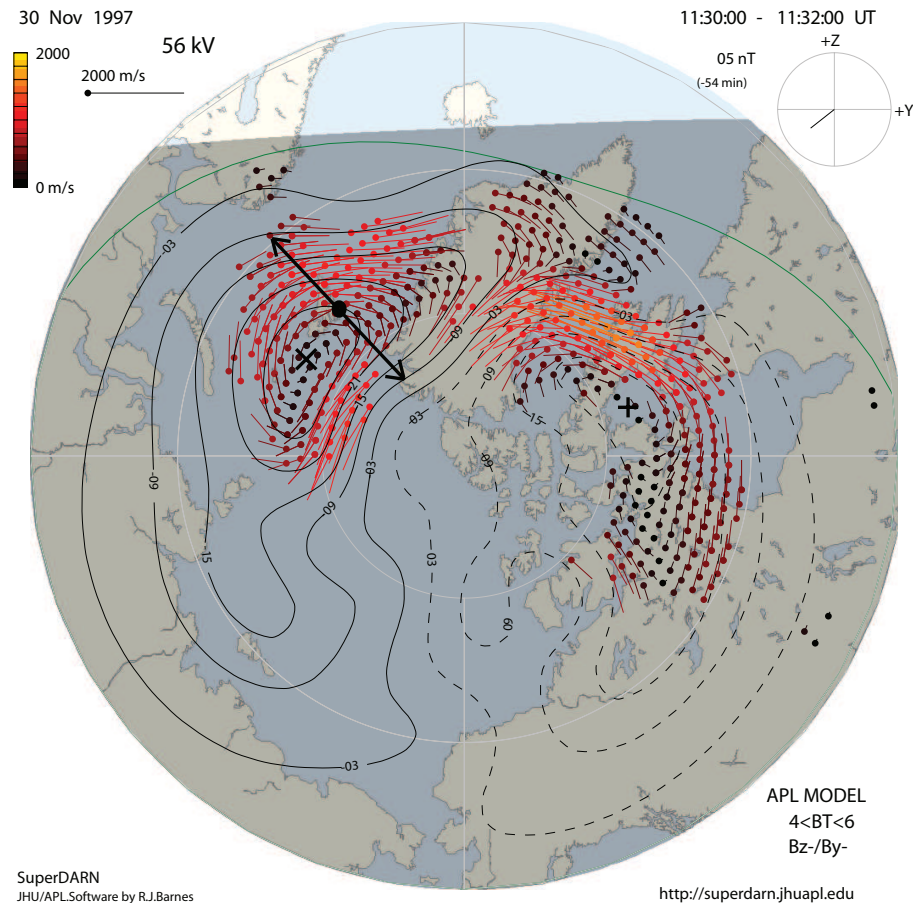 30 Nov 1997
11:30:00 - 11:32:00 UT
56 kV
+Z
2000
2000 m/s
05 nT
(-54 min)
+Y
0 m/s
-03
-03
-03
-09
-09
-03
-21
-15
-15
-03
-09
-03
-09
-09
-15
03
09
-03
APL MODEL
4<BT<6
Bz-/By-
SuperDARN
JHU/APL.Software by R.J.Barnes
http://superdarn.jhuapl.edu